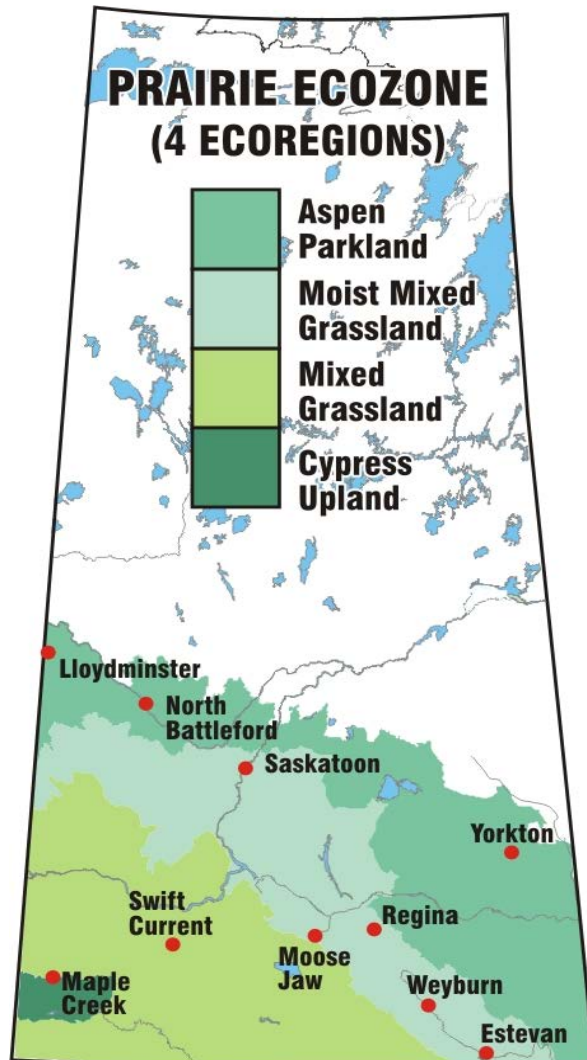 PRAIRIE ECOZONE
(4 ECOREGIONS)
Aspen
Parkland
Moist Mixed
Grassland
Mixed
Grassland
Cypress
Upland
Lloydminster
North
Battleford
Saskatoon
Yorkton
Swift
Current
Regina
Moose
Jaw
Maple
Creek
Weyburn
Estevan